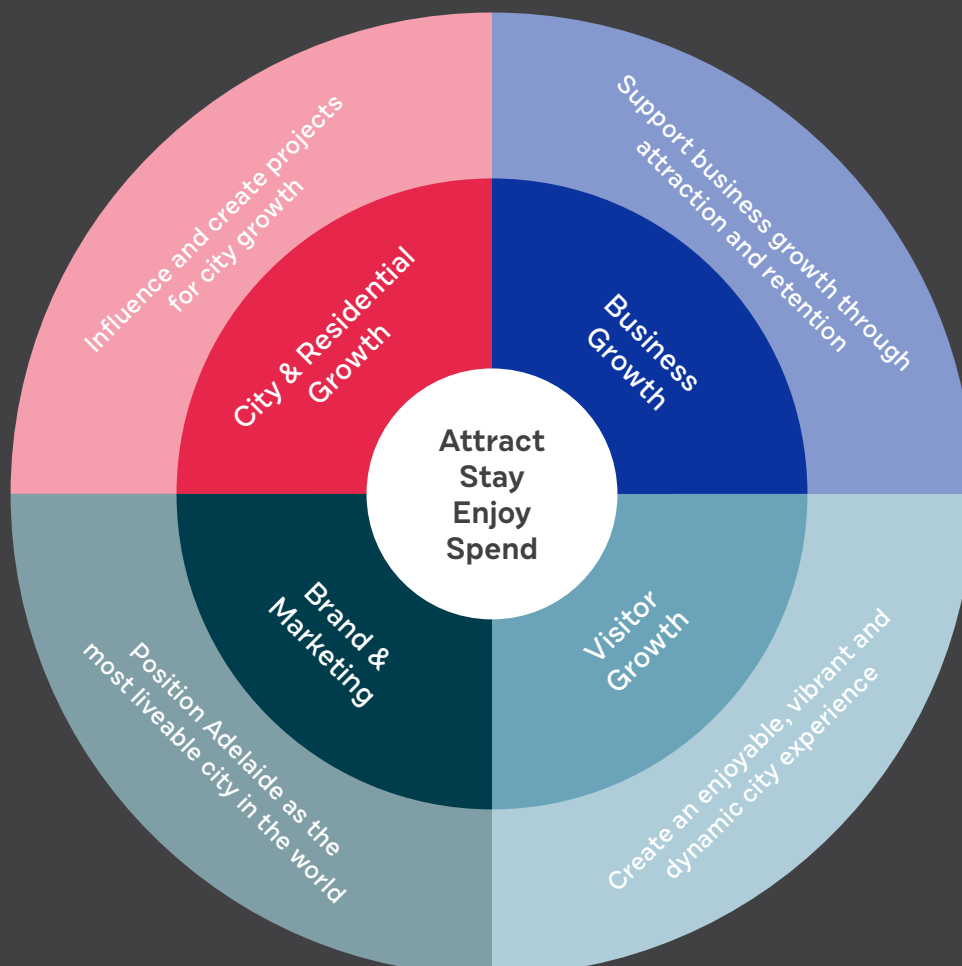 Influence and create projects
for city growth
City & Residential
Growth
Support business growth through
attraction and retention
Business
Growth
Attract
Stay
Enjoy
Spend
Brand &
Marketing
Position Adelaide as the
most liveable city in the world
Visitor
Growth
Create an enjoyable, vibrant and
dynamic city experience